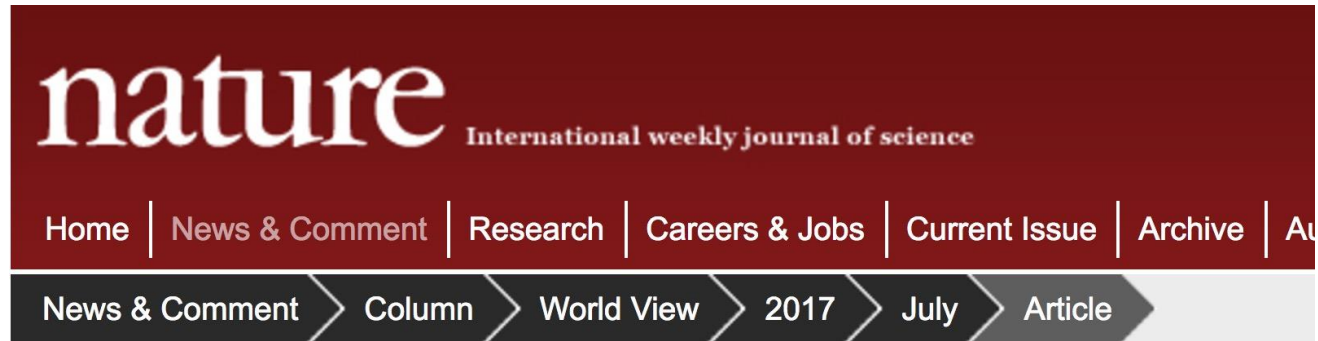 nature International weekly journal of science
Home News & Comment Research Careers & Jobs Current Issue Archive
News & Comment Column World View 2017 July Article